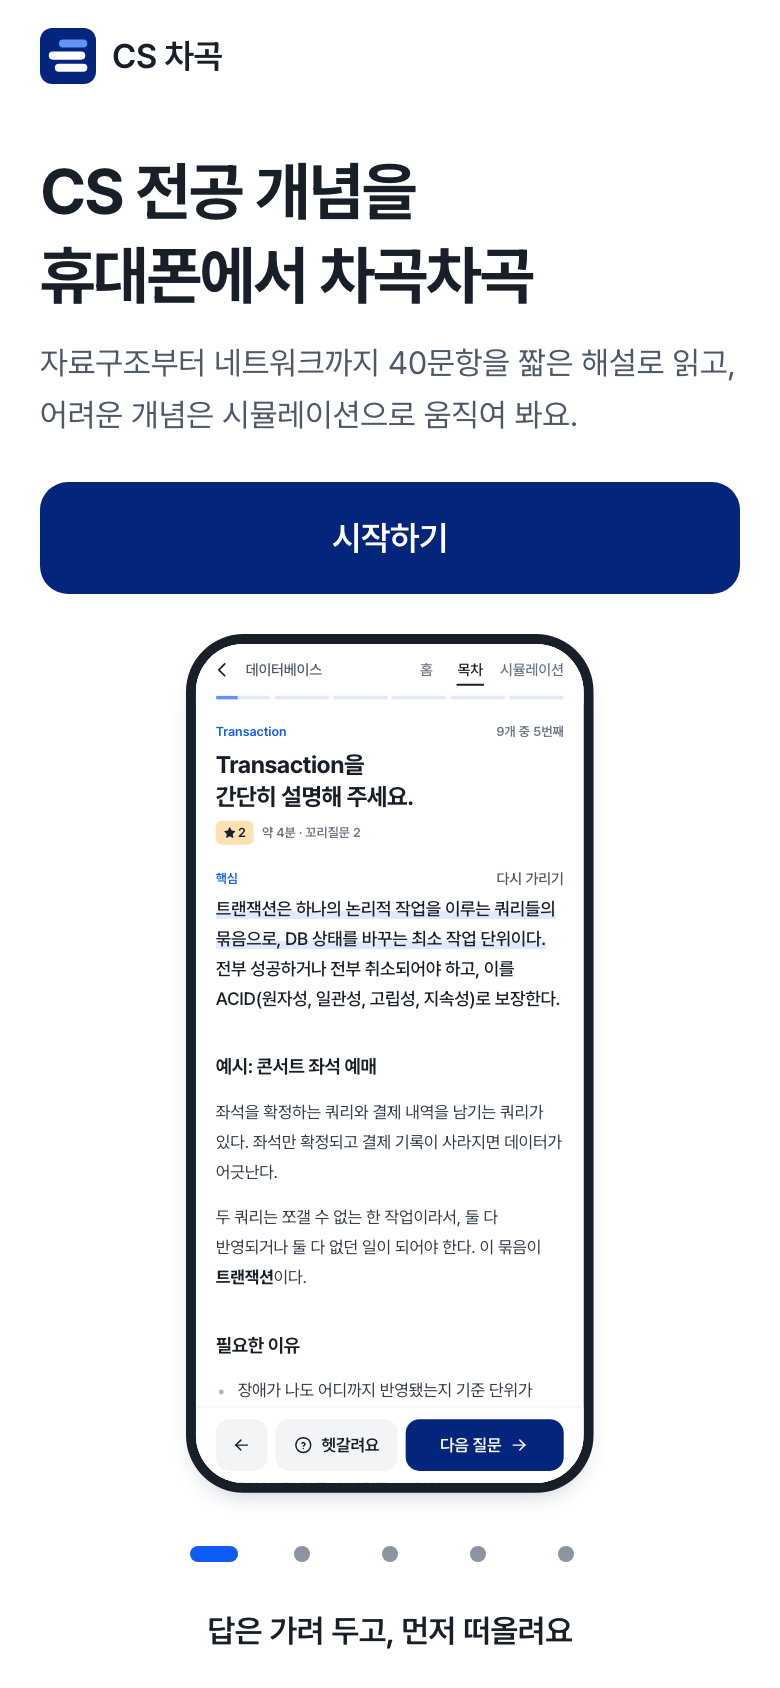 CS 차곡
CS 전공 개념을
휴대폰에서 차곡차곡
자료구조부터 네트워크까지 40문항을 짧은 해설로 읽고,
어려운 개념은 시뮬레이션으로 움직여 봐요.
시작하기
데이터베이스 홈 목차 시뮬레이션
Transaction 9개 중 5번째
Transaction을
간단히 설명해 주세요.
★2 약 4분 · 꼬리질문 2
핵심 다시 가리기
트랜잭션은 하나의 논리적 작업을 이루는 쿼리들의
묶음으로, DB 상태를 바꾸는 최소 작업 단위이다.
전부 성공하거나 전부 취소되어야 하고, 이를
ACID(원자성, 일관성, 고립성, 지속성)로 보장한다.
예시: 콘서트 좌석 예매
좌석을 확정하는 쿼리와 결제 내역을 남기는 쿼리가
있다. 좌석만 확정되고 결제 기록이 사라지면 데이터가
어긋난다.
두 쿼리는 쪼갤 수 없는 한 작업이라서, 둘 다
반영되거나 둘 다 없던 일이 되어야 한다. 이 묶음이
트랜잭션이다.
필요한 이유
• 장애가 나도 어디까지 반영됐는지 기준 단위가
← ? 헷갈려요 다음 질문 →
답은 가려 두고, 먼저 떠올려요